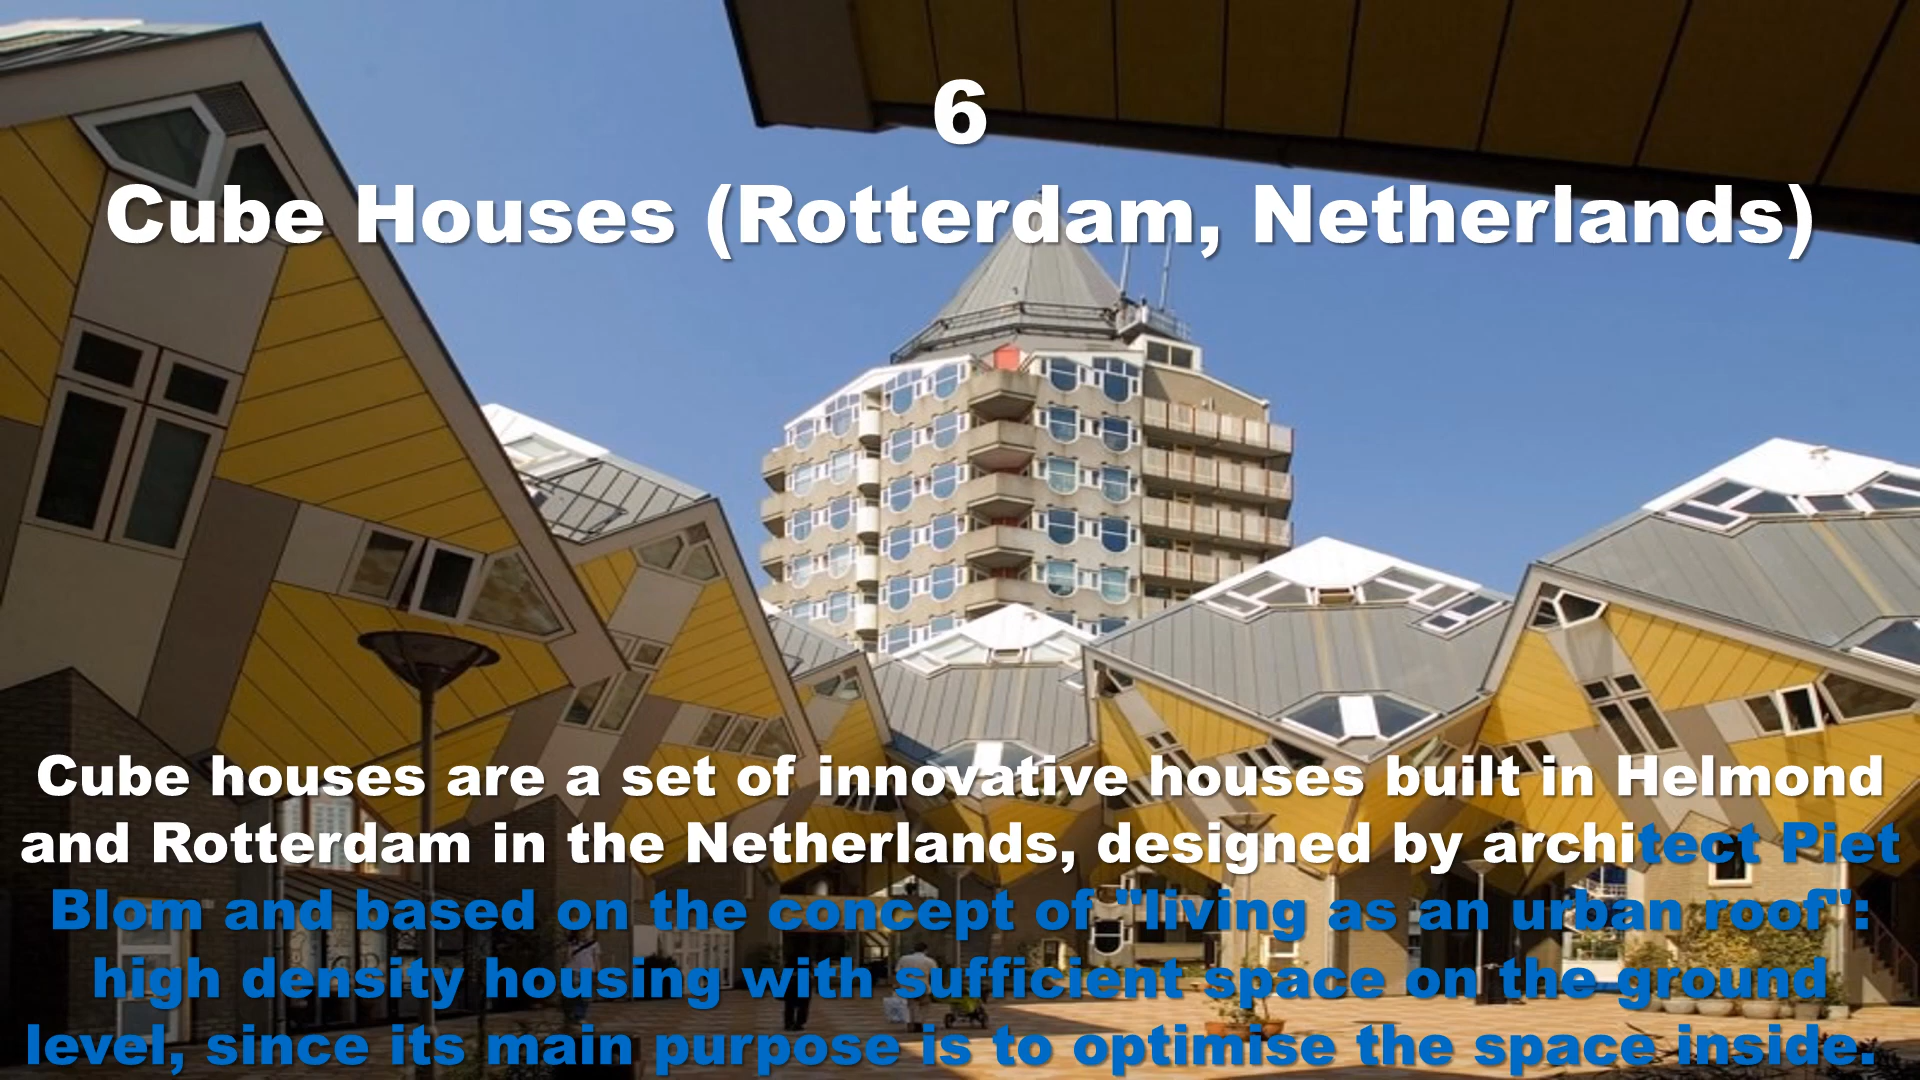 6
Cube Houses (Rotterdam, Netherlands)
Cube houses are a set of innovative houses built in Helmond
and Rotterdam in the Netherlands, designed by architect Piet
Blom and based on the concept of "living as an urban roof":
high density housing with sufficient space on the ground
level, since its main purpose is to optimise the space inside.